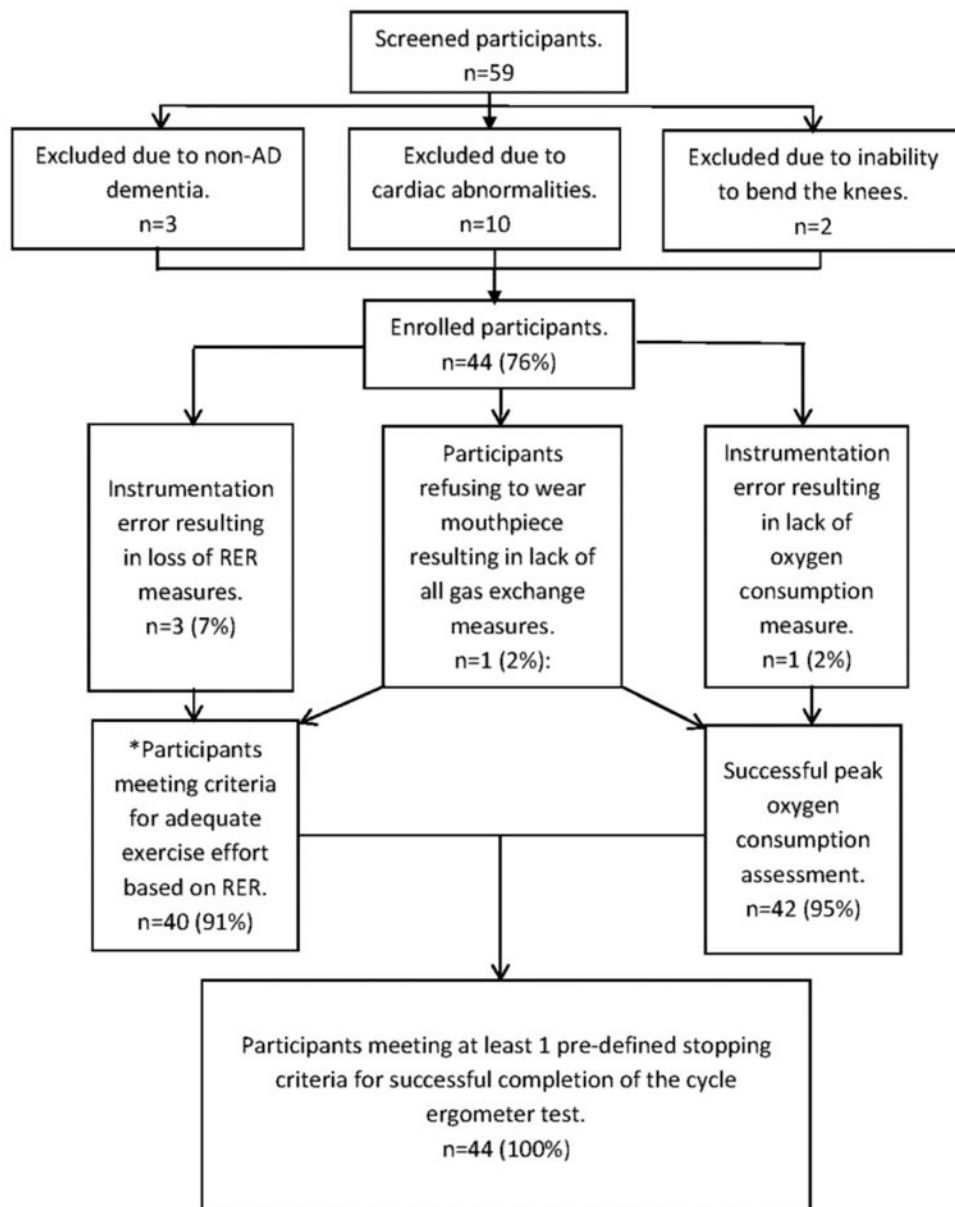 Screened participants.
n=59
Excluded due to non-AD
dementia.
n=3
Excluded due to
cardiac abnormalities.
n=10
Excluded due to inability
to bend the knees.
n=2
Enrolled participants.
n=44 (76%)
Instrumentation
error resulting
in loss of RER
measures.
n=3 (7%)
Participants
refusing to wear
mouthpiece
resulting in lack of
all gas exchange
measures.
n=1 (2%):
Instrumentation
error resulting
in lack of
oxygen
consumption
measure.
n=1 (2%)
*Participants
meeting criteria
for adequate
exercise effort
based on RER.
n=40 (91%)
Successful peak
oxygen
consumption
assessment.
n=42 (95%)
Participants meeting at least 1 pre-defined stopping
criteria for successful completion of the cycle
ergometer test.
n=44 (100%)